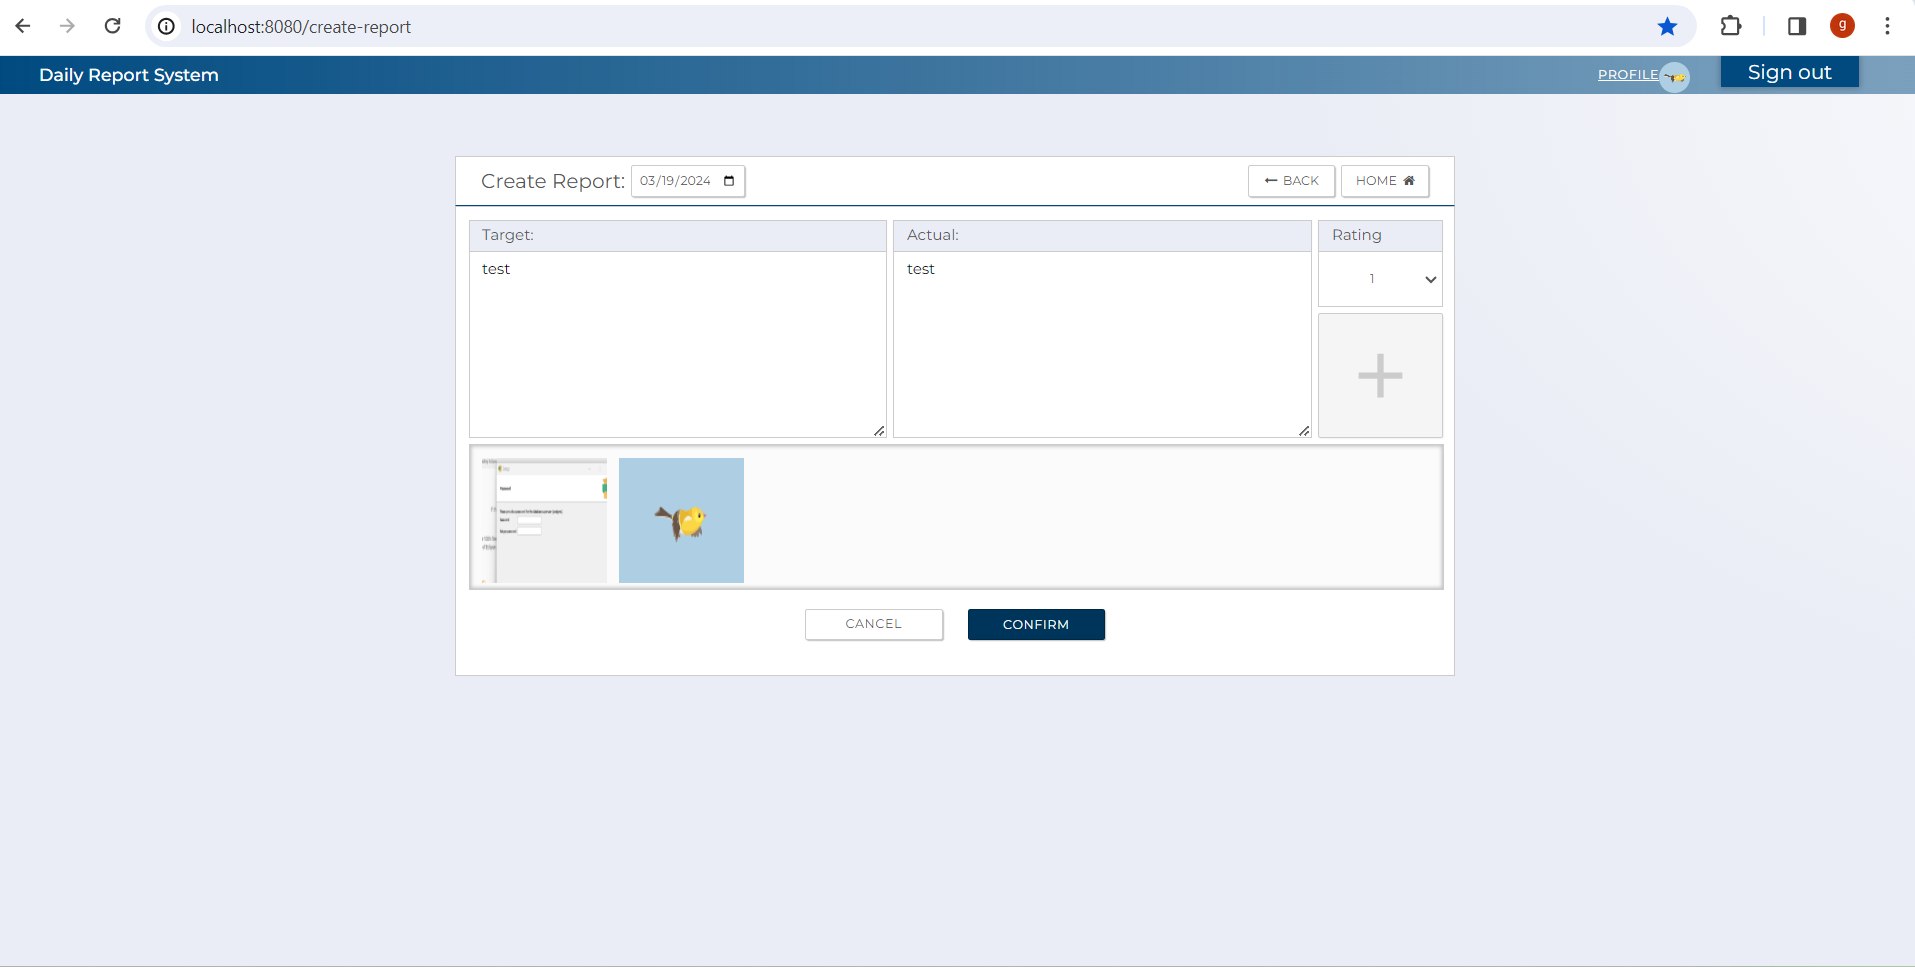 localhost:8080/create-report
g
Daily Report System
PROFILE
Sign out
Create Report: 03/19/2024
BACK
HOME
Target:
Actual:
Rating
test
test
1
CANCEL
CONFIRM